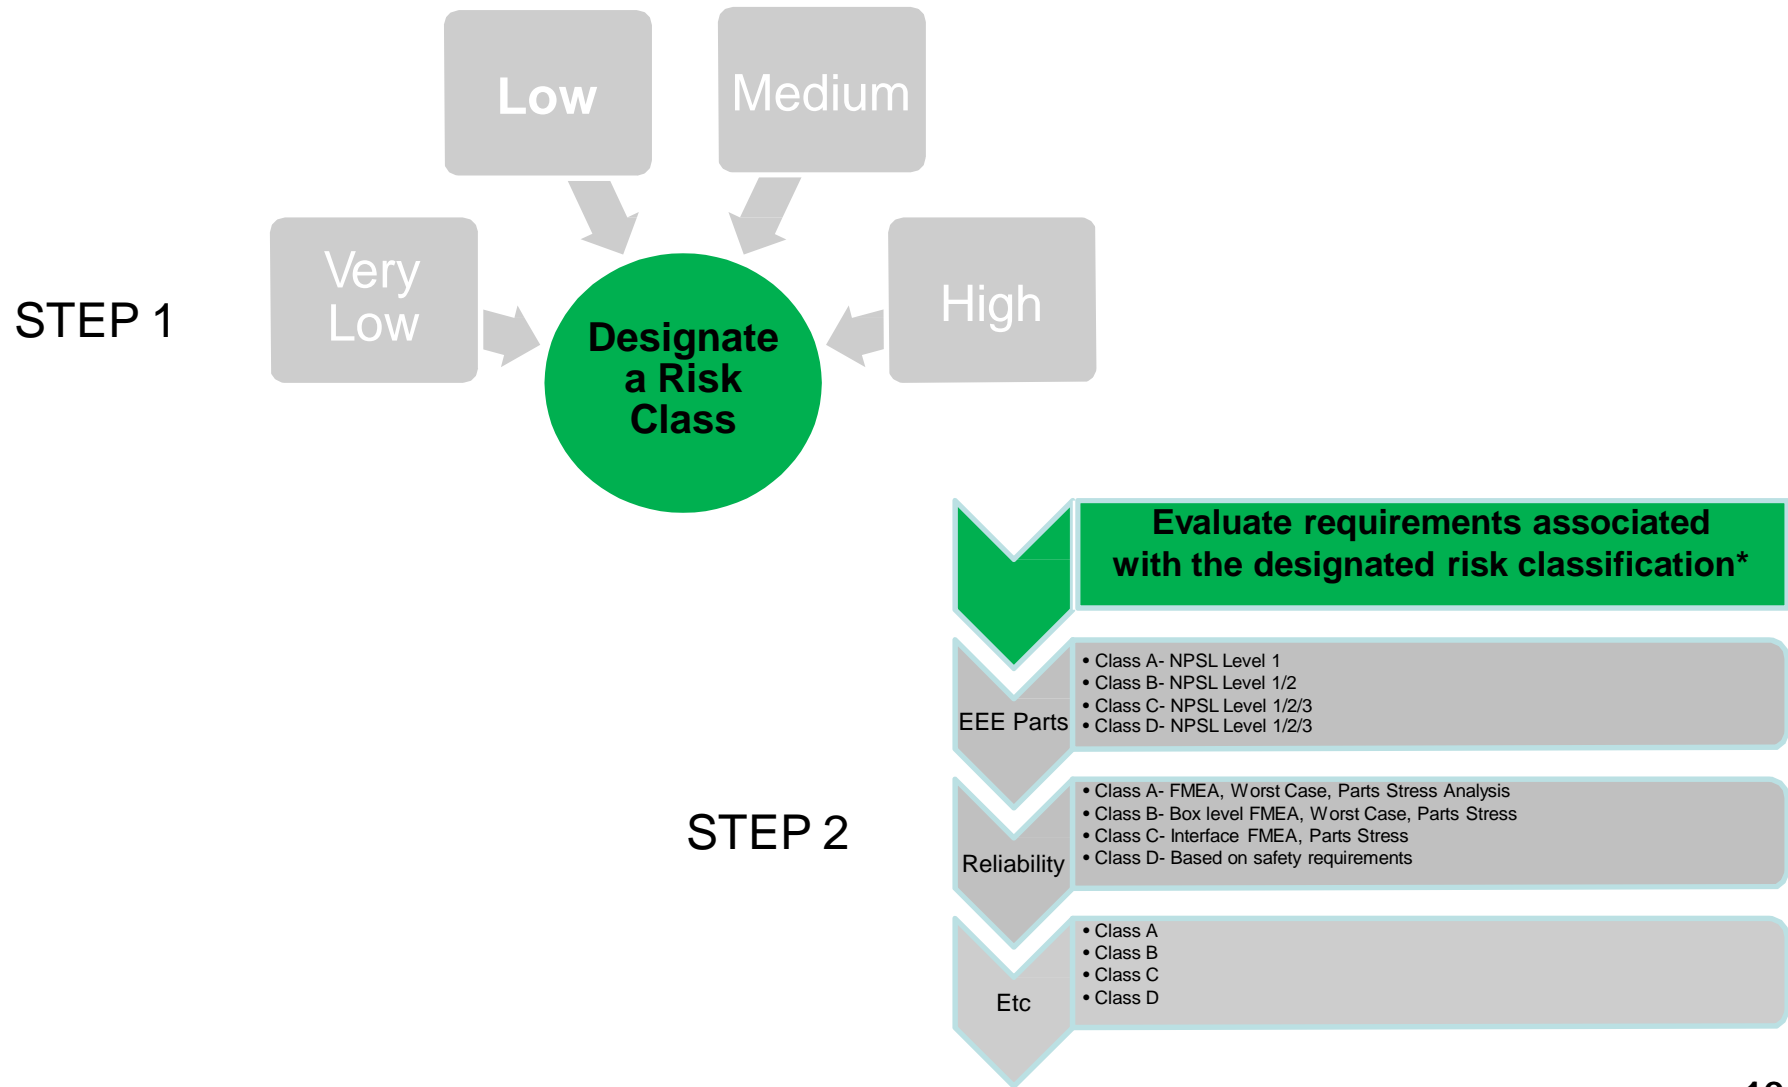 Low
Medium
Very
Low
High
STEP 1
Designate
a Risk
Class
Evaluate requirements associated
with the designated risk classification*
EEE Parts
• Class A- NPSL Level 1
• Class B- NPSL Level 1/2
• Class C- NPSL Level 1/2/3
• Class D- NPSL Level 1/2/3
STEP 2
Reliability
• Class A- FMEA, Worst Case, Parts Stress Analysis
• Class B- Box level FMEA, Worst Case, Parts Stress
• Class C- Interface FMEA, Parts Stress
• Class D- Based on safety requirements
Etc
• Class A
• Class B
• Class C
• Class D